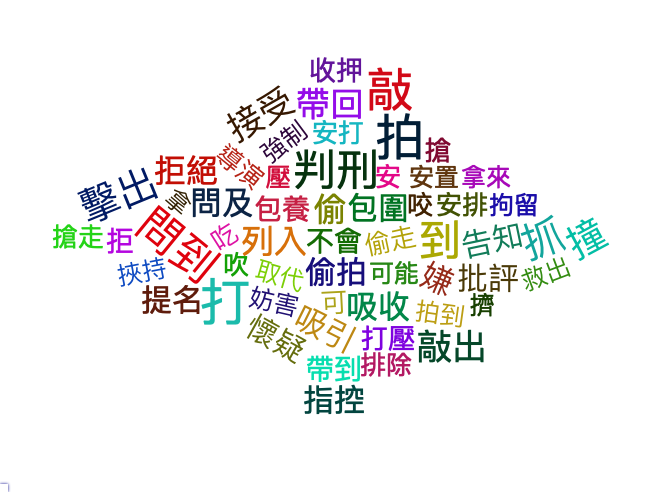 收押
敲
帶回
接受
拍
安打
強制
搶
判刑
導演
拒絕
壓
安
安置
拿來
擊出
拿
問及
包養
偷
包圍
咬
安排
拘留
搶走
拒
問到
吃
列入
不會
偷走
到
告知
抓
撞
挾持
吹
取代
偷拍
可能
嫌
批評
救出
提名
打
妨害
可
吸收
拍到
擠
懷疑
吸引
打壓
敲出
帶到
排除
指控